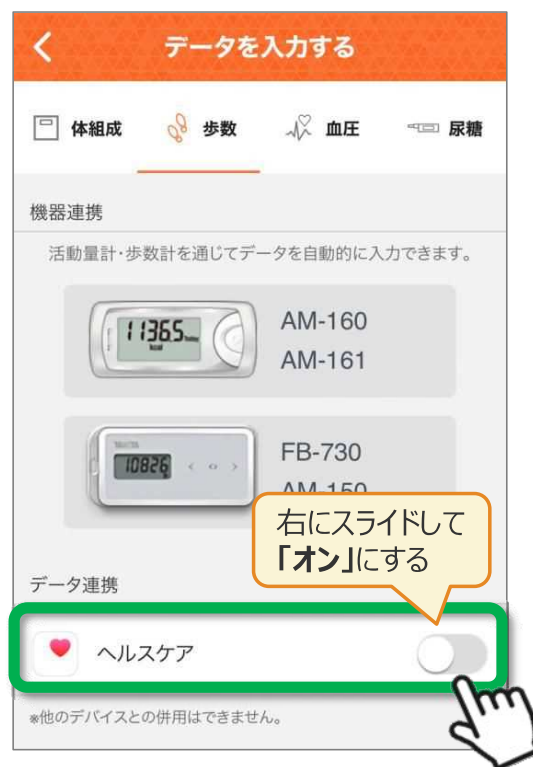 データを入力する
体組成
歩数
血圧
尿糖
機器連携
活動量計・歩数計を通じてデータを自動的に入力できます。
1136.5 Today
kcal
AM-160
AM-161
TANITA
10826
FB-730
AM-150
右にスライドして
「オン」にする
データ連携
ヘルスケア
※他のデバイスとの併用はできません。